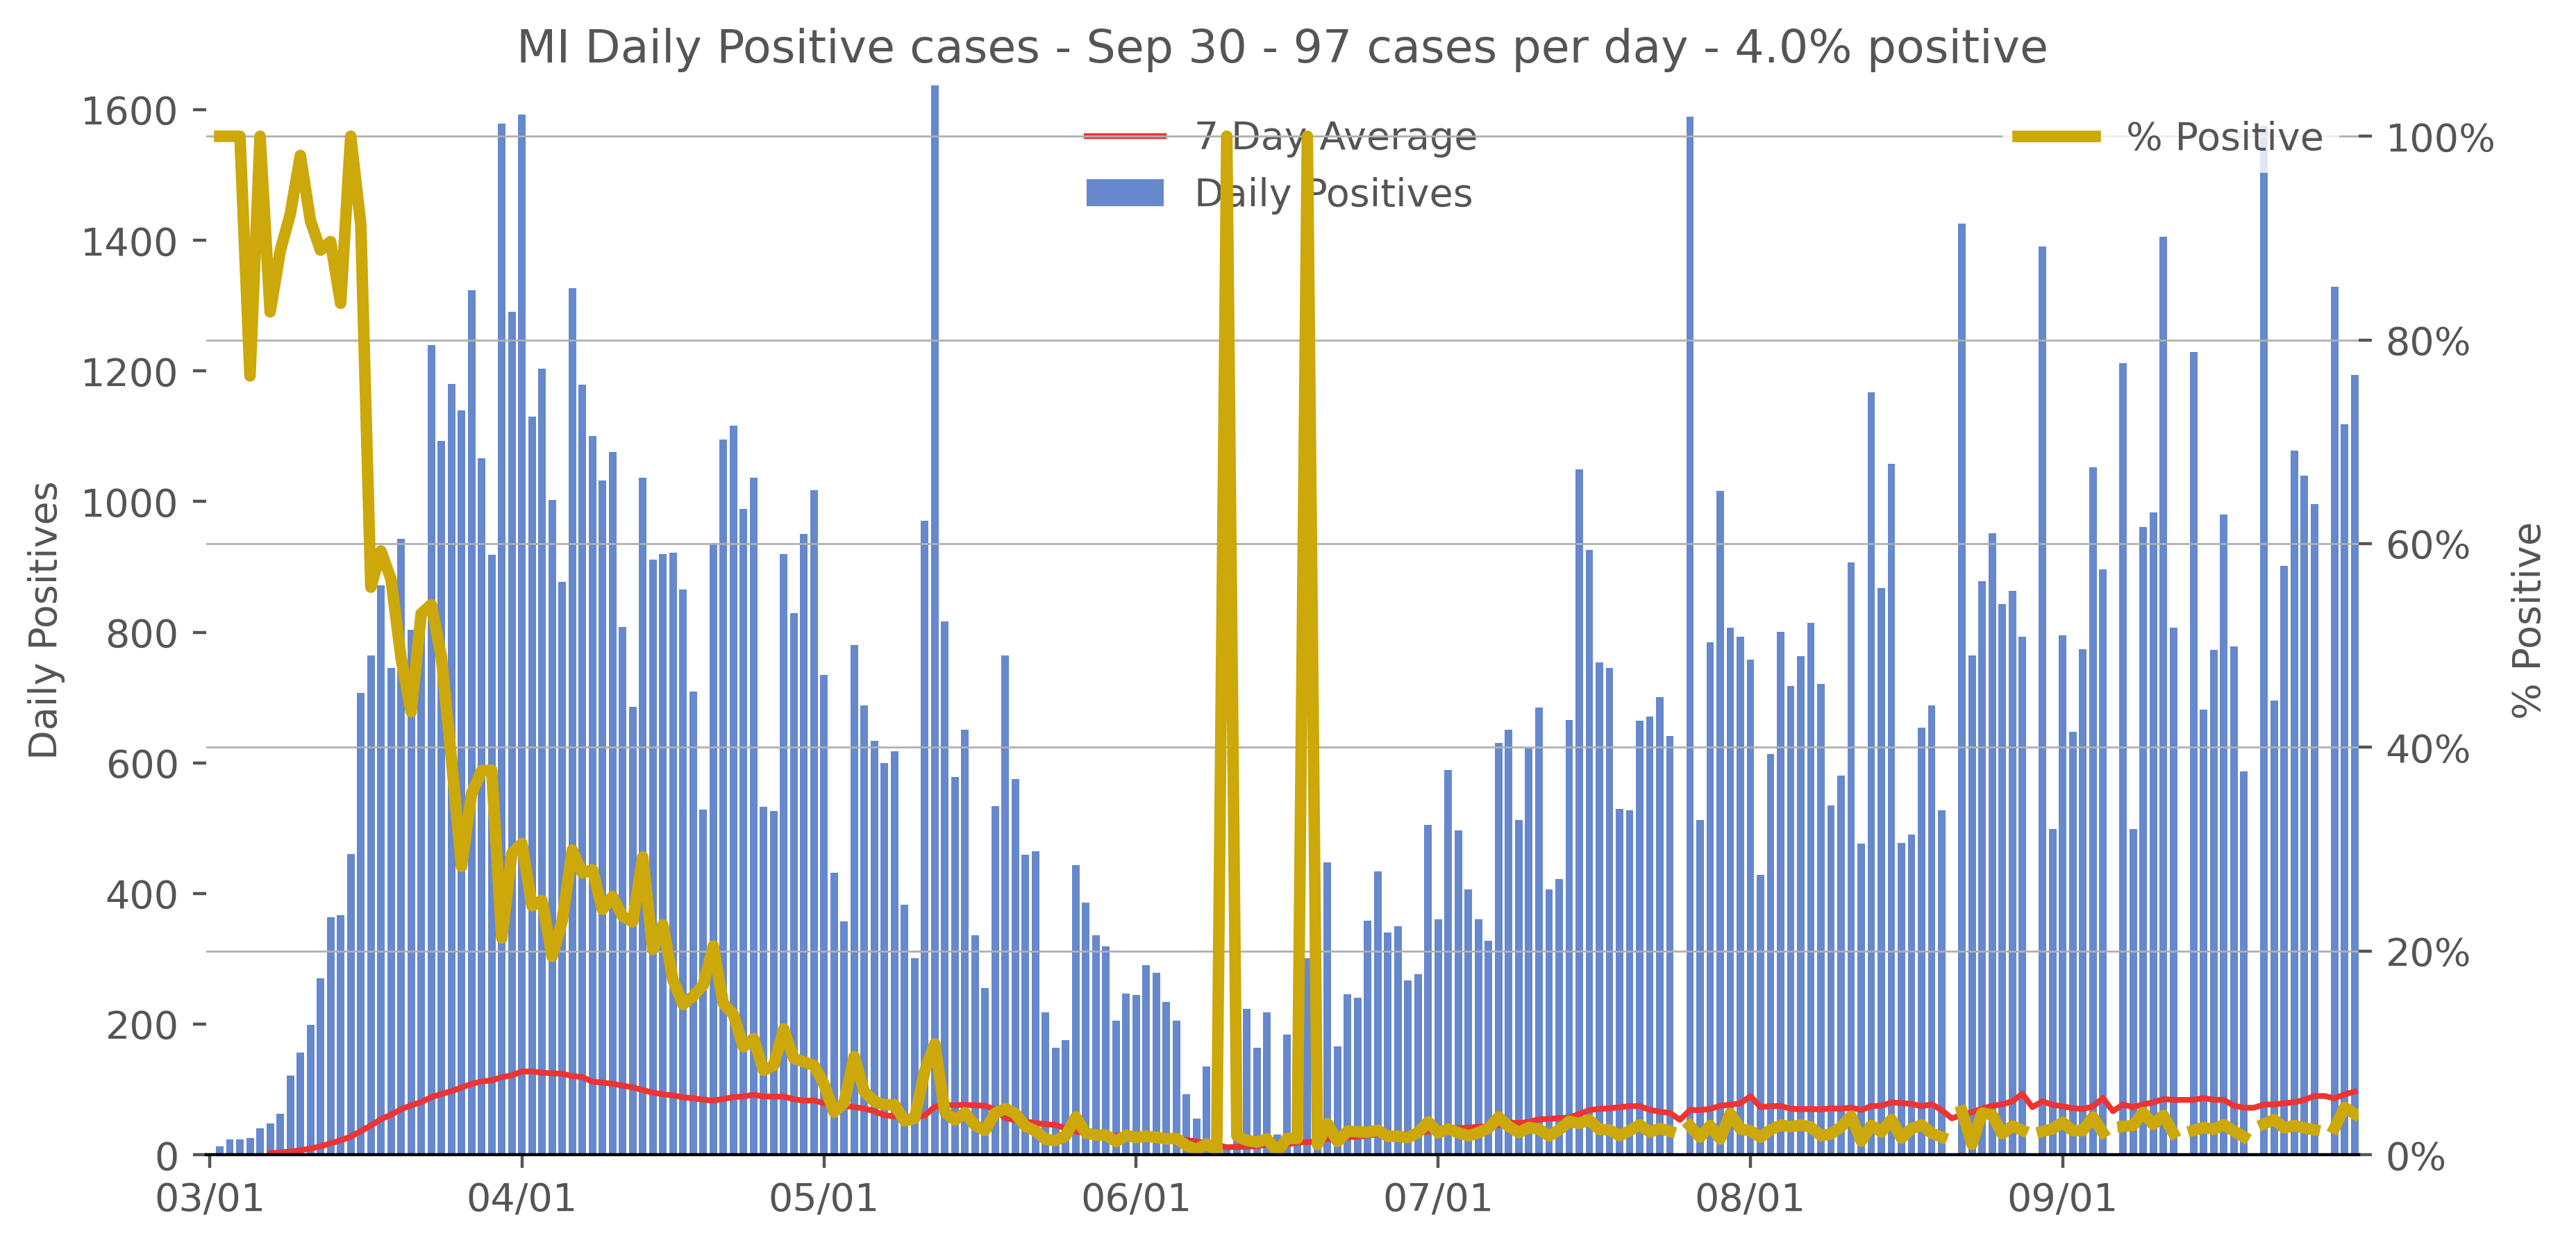 MI Daily Positive cases - Sep 30 - 97 cases per day - 4.0% positive
7 Day Average
Daily Positives
% Positive
Daily Positives
1600
1400
1200
1000
800
600
400
200
0
100%
80%
60%
40%
20%
0%
% Positive
03/01 04/01 05/01 06/01 07/01 08/01 09/01